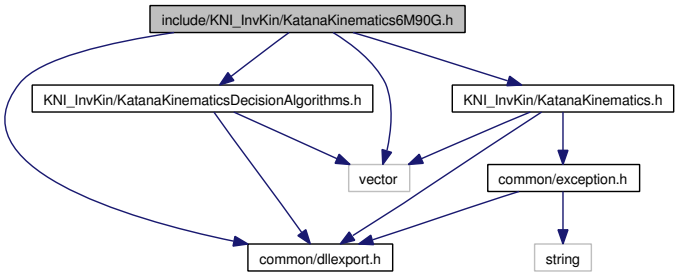 include/KNI_InvKin/KatanaKinematics6M90G.h
KNI_InvKin/KatanaKinematicsDecisionAlgorithms.h
KNI_InvKin/KatanaKinematics.h
vector
common/exception.h
common/dllexport.h
string